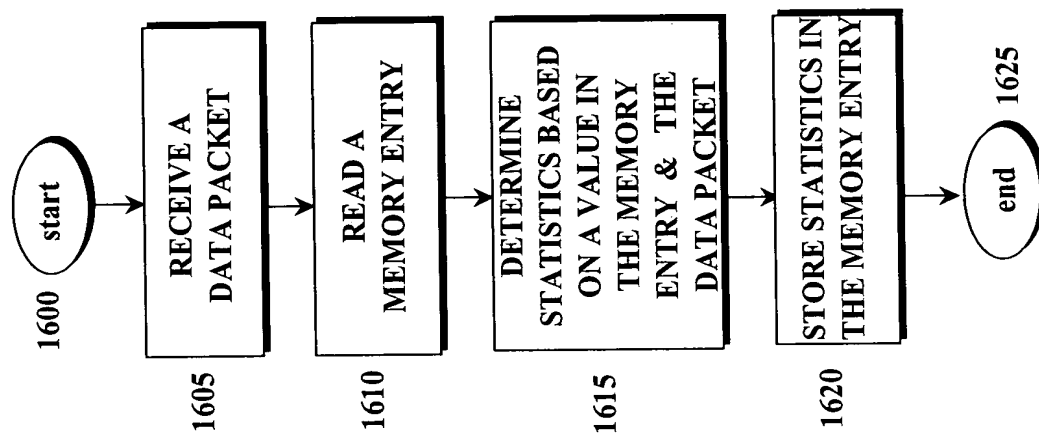 1600
start
1605
RECEIVE A
DATA PACKET
1610
READ A
MEMORY ENTRY
1615
DETERMINE
STATISTICS BASED
ON A VALUE IN
THE MEMORY
ENTRY & THE
DATA PACKET
1620
STORE STATISTICS IN
THE MEMORY ENTRY
end
1625